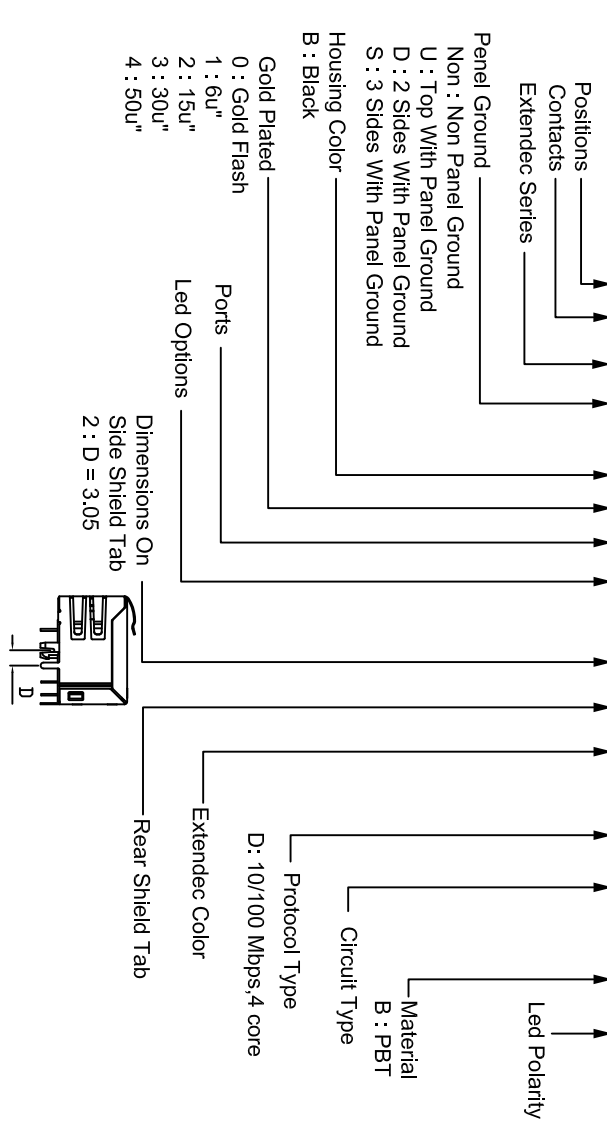 Positions
Contacts
Extendec Series
Penel Ground
Non : Non Panel Ground
U : Top With Panel Ground
D : 2 Sides With Panel Ground
S : 3 Sides With Panel Ground
Housing Color
B : Black
Gold Plated
0 : Gold Flash
1 : 6u"
2 : 15u"
3 : 30u"
4 : 50u"
Ports
Led Options
Dimensions On
Side Shield Tab
2 : D = 3.05
D
Rear Shield Tab
Extendec Color
Protocol Type
D: 10/100 Mbps,4 core
Circuit Type
Material
B : PBT
Led Polarity